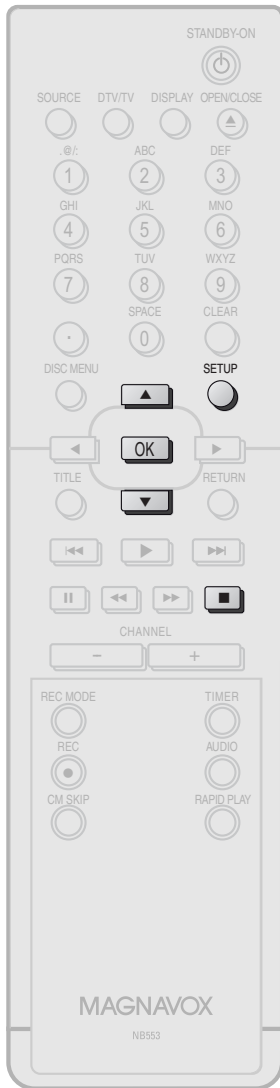 STANDBY-ON
SOURCE DTV/TV DISPLAY OPEN/CLOSE
.@/: ABC DEF
1 2 3
GHI JKL MNO
4 5 6
PQRS TUV WXYZ
7 8 9
SPACE CLEAR
· 0
DISC MENU SETUP
OK
TITLE RETURN
CHANNEL
− +
REC MODE TIMER
REC AUDIO
CM SKIP RAPID PLAY
MAGNAVOX
NB553